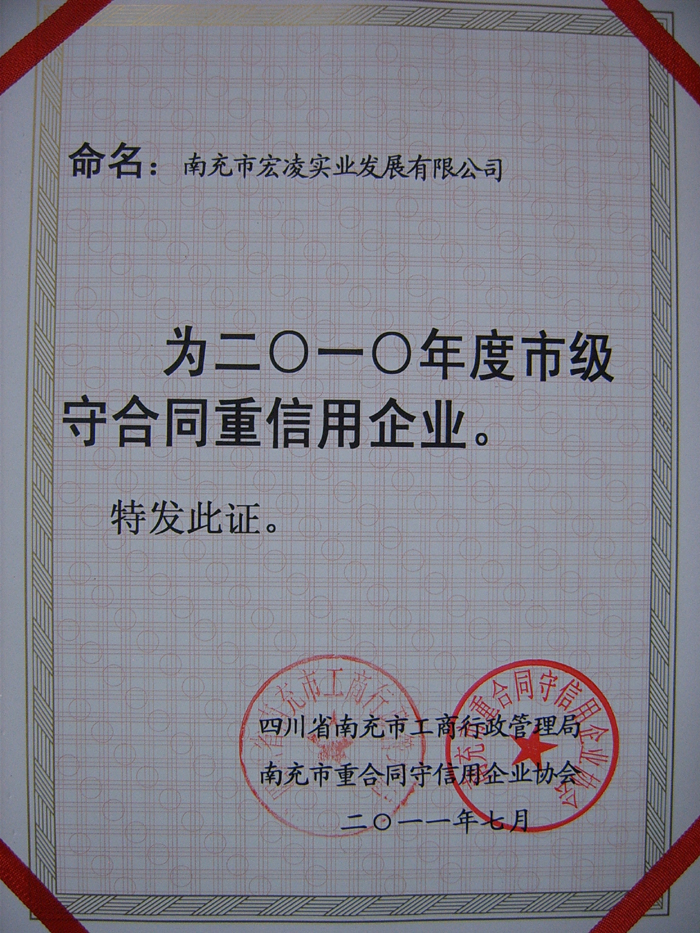 命名：南充市宏凌实业发展有限公司
为二〇一〇年度市级
守合同重信用企业。
特发此证。
四川省南充市工商行政管理局
南充市重合同守信用企业协会
二〇一一年七月